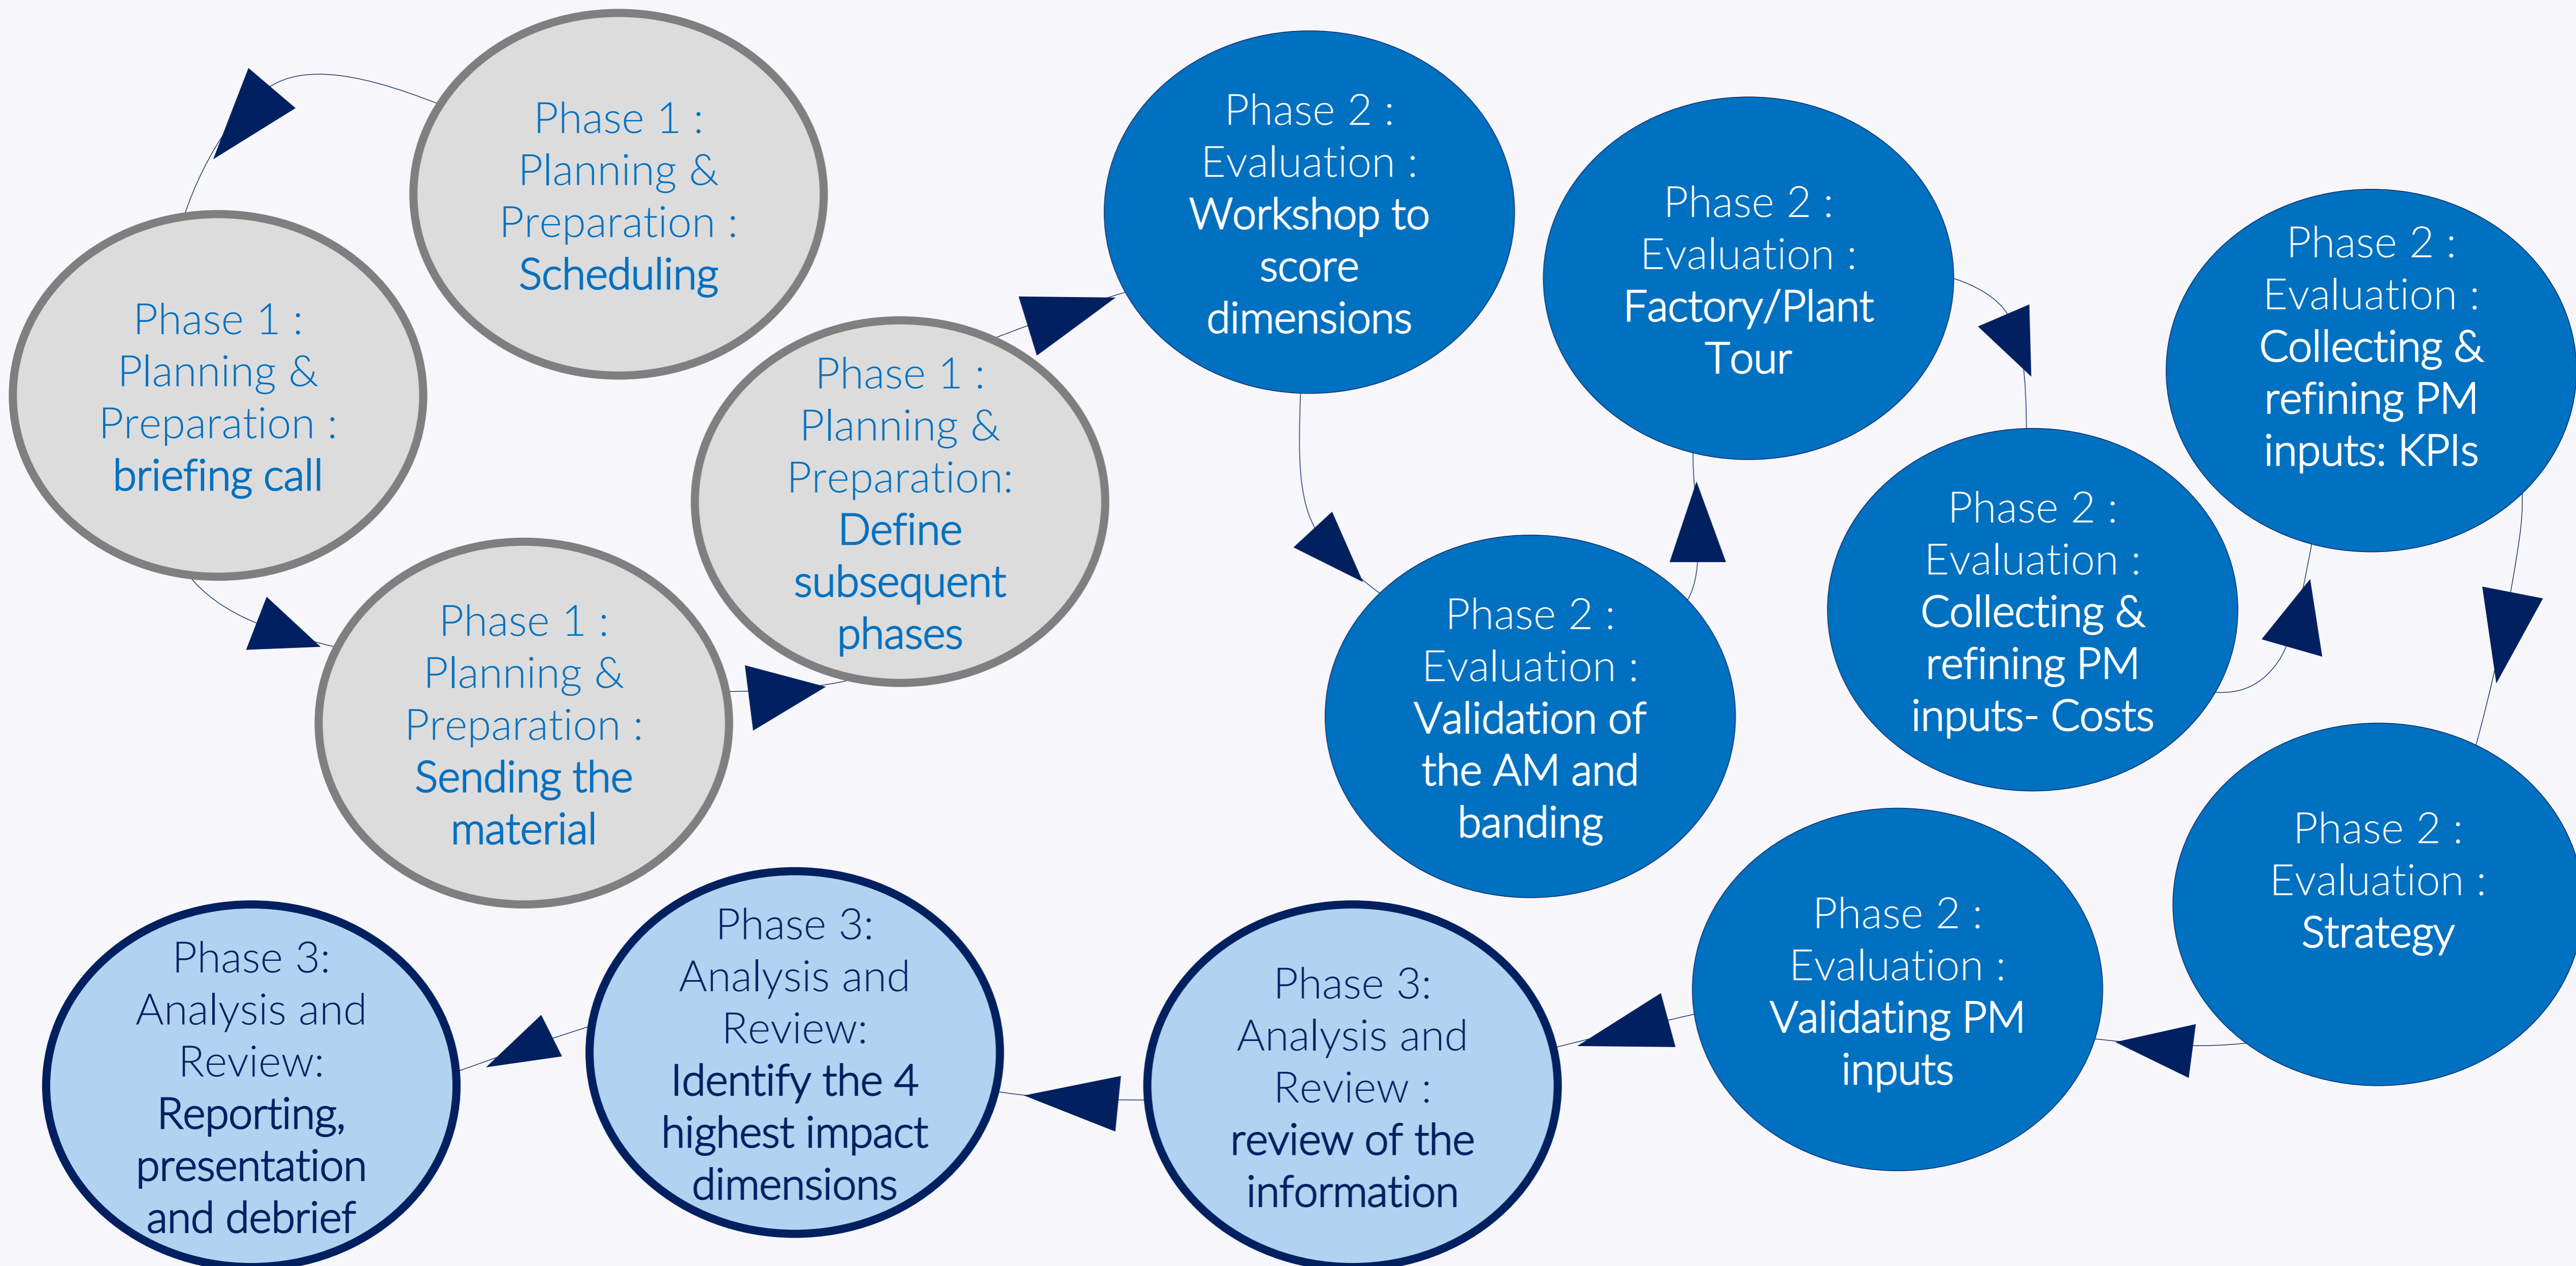 Phase 1 :
Planning &
Preparation :
Scheduling
Phase 1 :
Planning &
Preparation :
briefing call
Phase 1 :
Planning &
Preparation :
Sending the
material
Phase 1 :
Planning &
Preparation:
Define
subsequent
phases
Phase 2 :
Evaluation :
Workshop to
score
dimensions
Phase 2 :
Evaluation :
Validation of
the AM and
banding
Phase 2 :
Evaluation :
Factory/Plant
Tour
Phase 2 :
Evaluation :
Collecting &
refining PM
inputs- Costs
Phase 2 :
Evaluation :
Collecting &
refining PM
inputs: KPIs
Phase 2 :
Evaluation :
Strategy
Phase 2 :
Evaluation :
Validating PM
inputs
Phase 3:
Analysis and
Review :
review of the
information
Phase 3:
Analysis and
Review:
Identify the 4
highest impact
dimensions
Phase 3:
Analysis and
Review:
Reporting,
presentation
and debrief